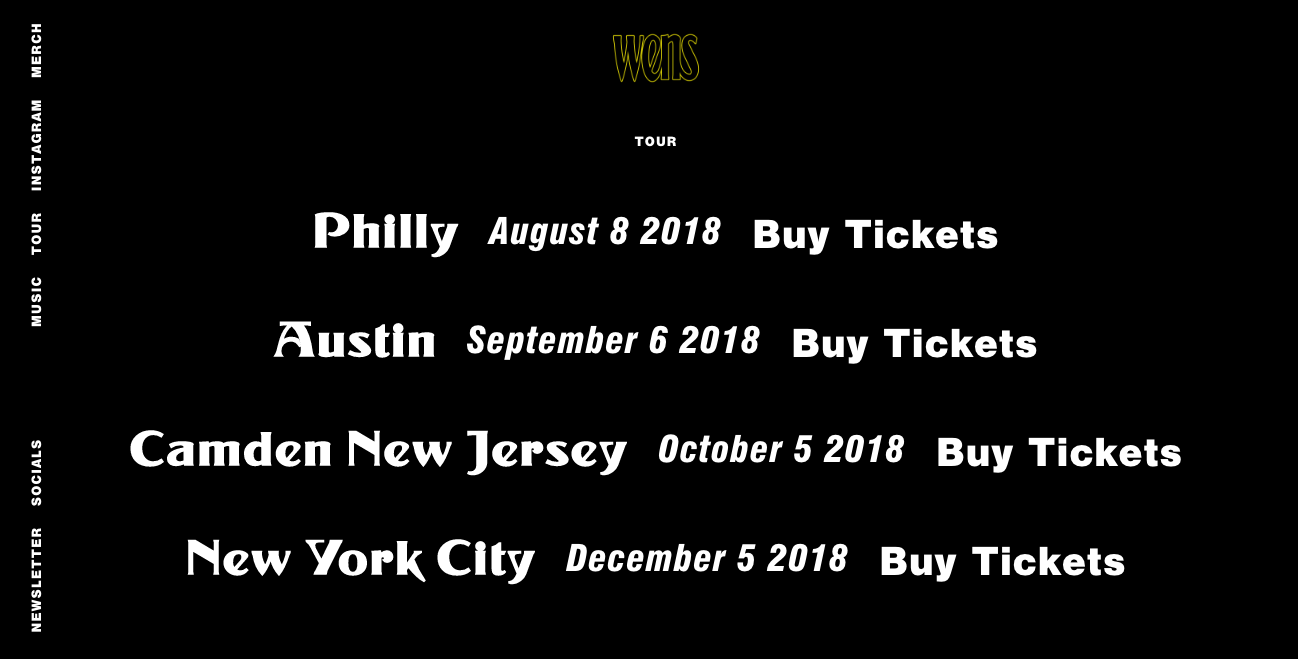 wens
TOUR
Philly August 8 2018 Buy Tickets
Austin September 6 2018 Buy Tickets
Camden New Jersey October 5 2018 Buy Tickets
New York City December 5 2018 Buy Tickets
MERCH
INSTAGRAM
TOUR
MUSIC
SOCIALS
NEWSLETTER